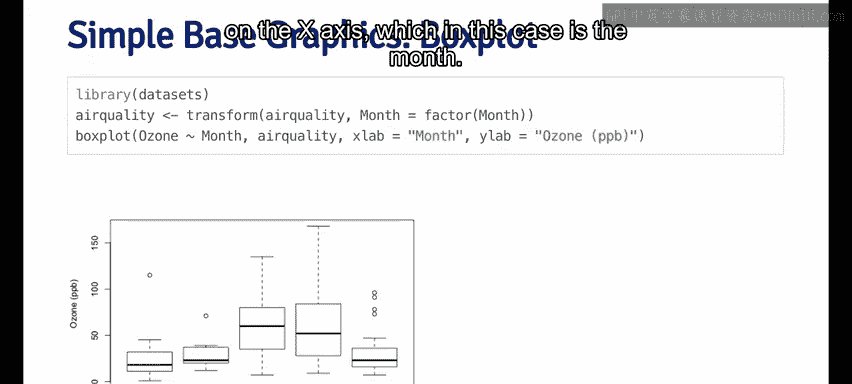 Simple Base Graphics: Boxplot
on the X axis, which in this case is the
month.
library(datasets)
airquality <- transform(airquality, Month = factor(Month))
boxplot(Ozone ~ Month, airquality, xlab = "Month", ylab = "Ozone (ppb)")
150
100
50
0
Ozone (ppb)